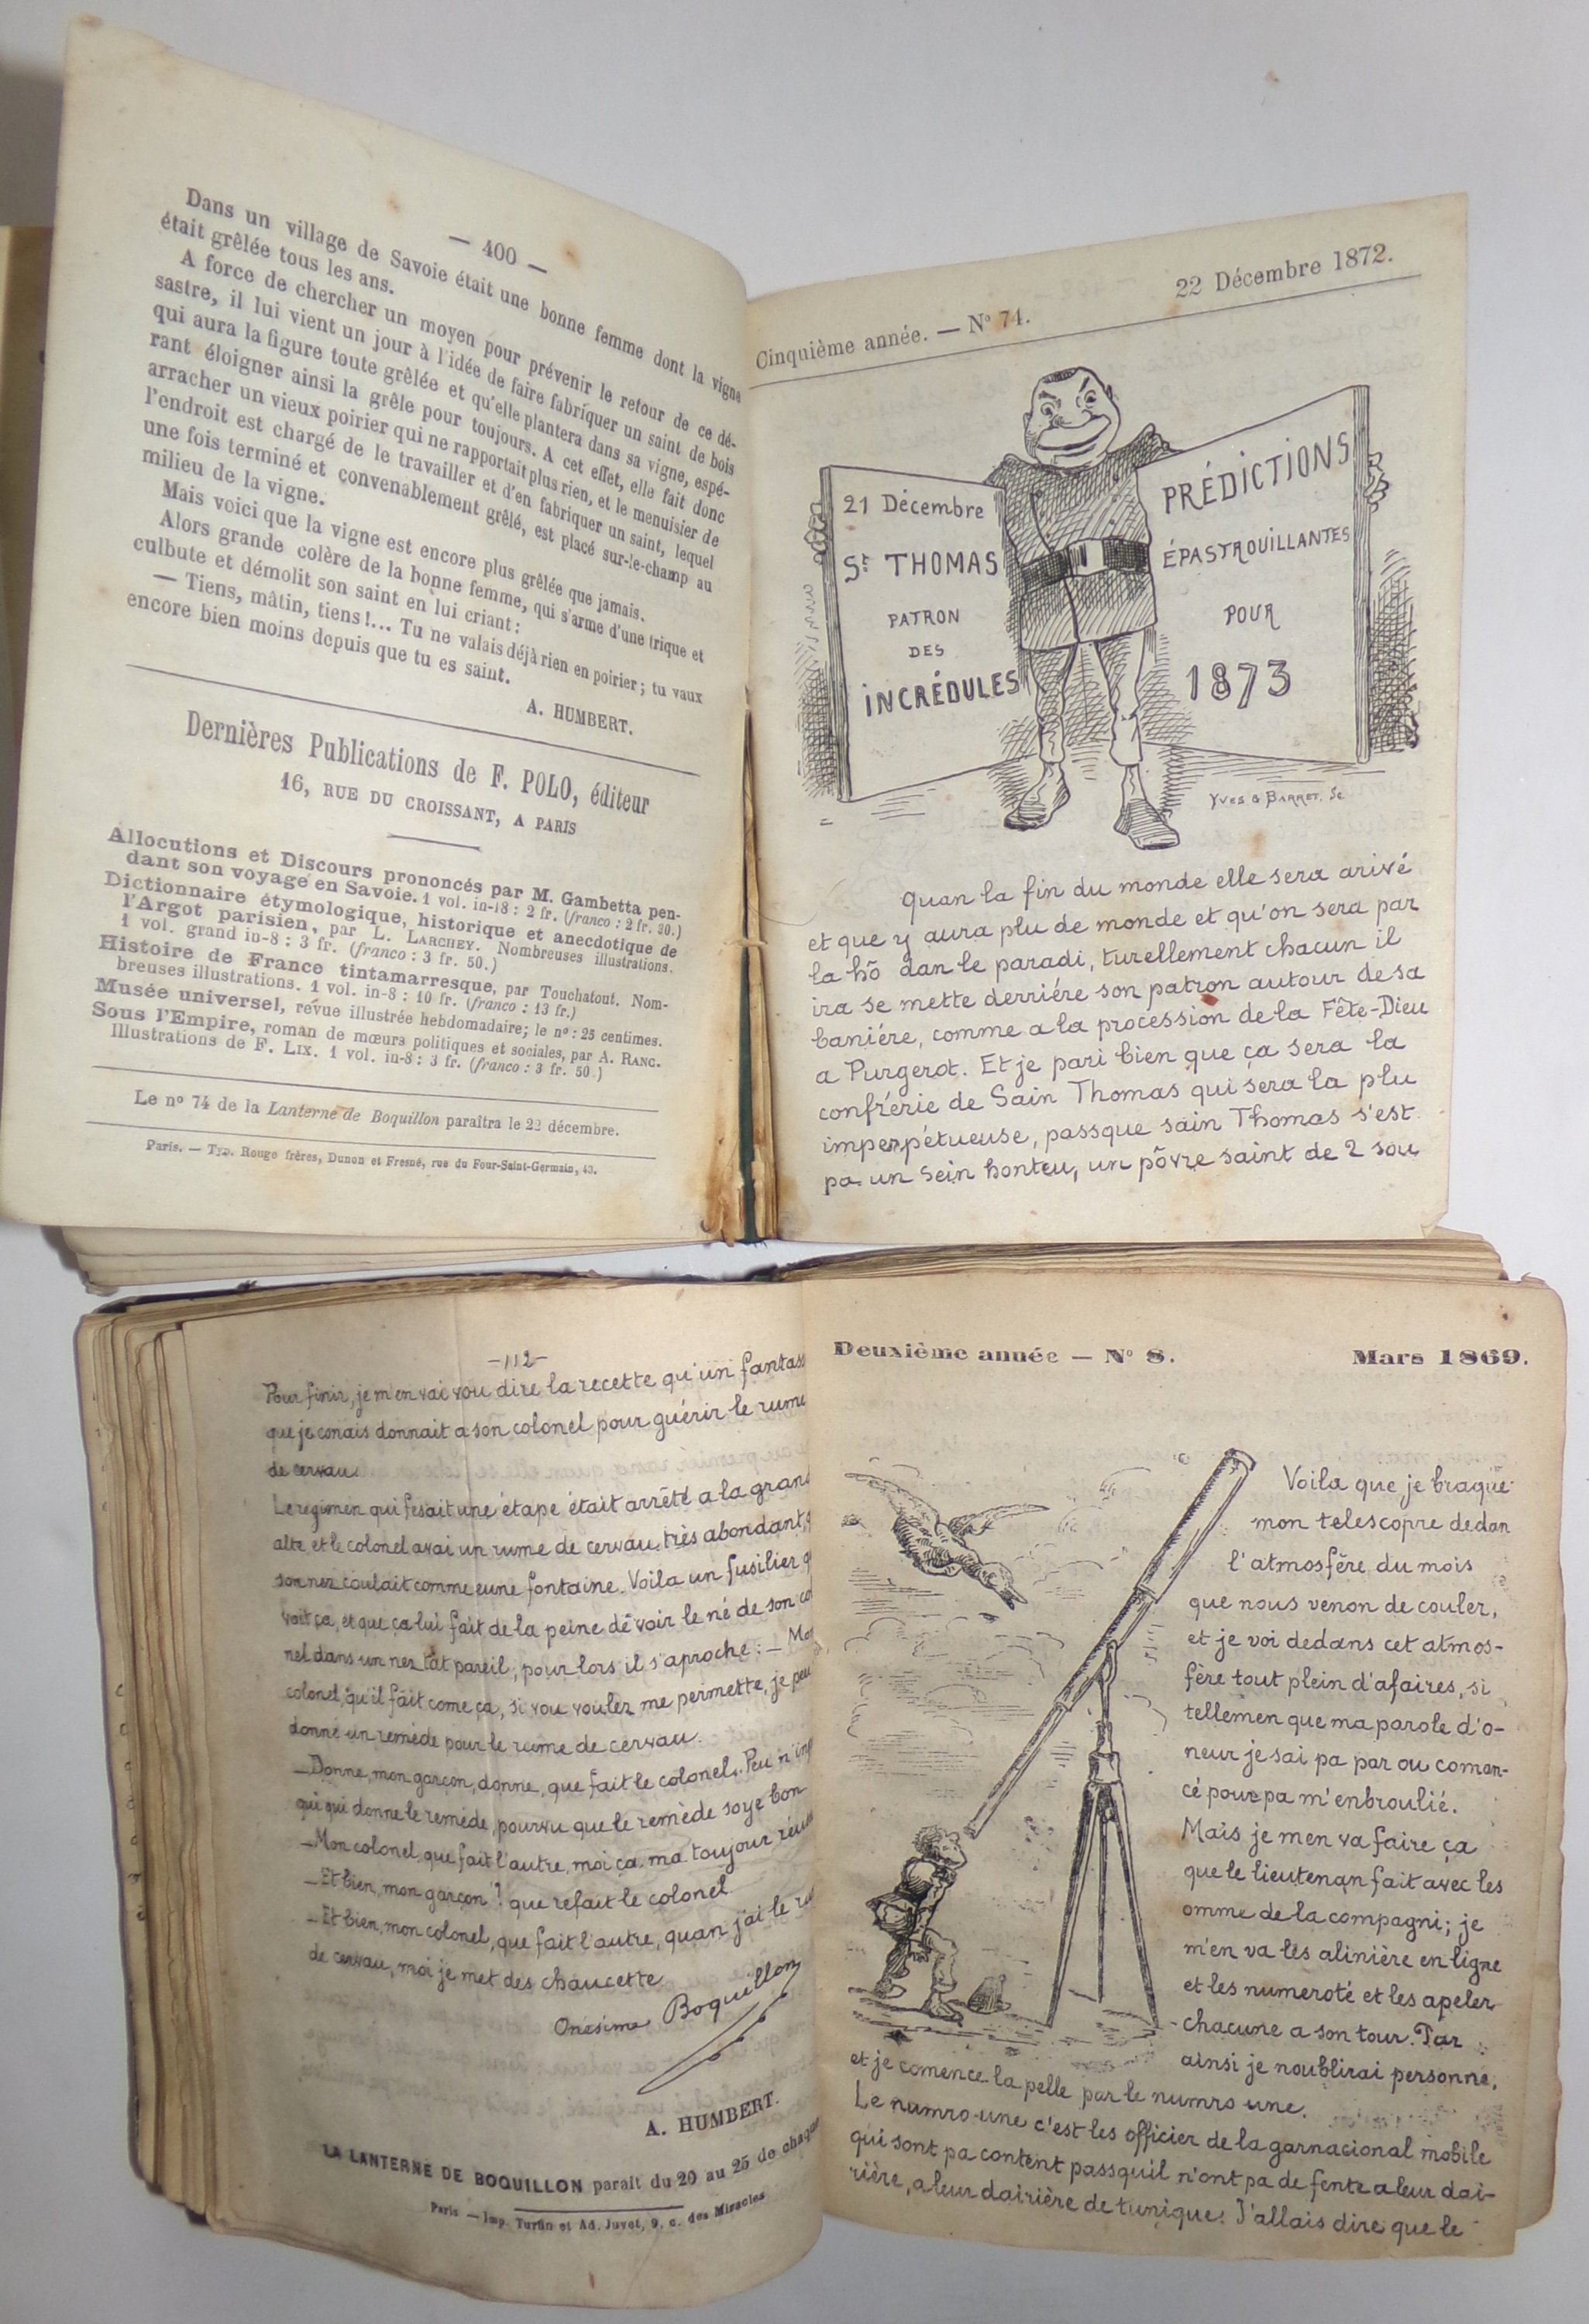 — 400 —
Dans un village de Savoie était une bonne femme dont la vigne
était grêlée tous les ans.
A force de chercher un moyen pour prévenir le retour de ce dé-
sastre, il lui vient un jour à l'idée de faire fabriquer un saint de bois
qui aura la figure toute grêlée et qu'elle plantera dans sa vigne, espé-
rant éloigner ainsi la grêle pour toujours. A cet effet, elle fait donc
arracher un vieux poirier qui ne rapportait plus rien, et le menuisier de
l'endroit est chargé de le travailler et d'en fabriquer un saint, lequel
une fois terminé et convenablement grêlé, est placé sur-le-champ au
milieu de la vigne.
Mais voici que la vigne est encore plus grêlée que jamais.
Alors grande colère de la bonne femme, qui s'arme d'une trique et
culbute et démolit son saint en lui criant :
— Tiens, mâtin, tiens !... Tu ne valais déjà rien en poirier ; tu vaux
encore bien moins depuis que tu es saint.
A. HUMBERT.
Dernières Publications de F. POLO, éditeur
16, RUE DU CROISSANT, A PARIS
Allocutions et Discours prononcés par M. Gambetta pen-
dant son voyage en Savoie. 1 vol. in-18 : 2 fr. (franco : 2 fr. 30.)
Dictionnaire étymologique, historique et anecdotique de
l'Argot parisien, par L. LARCHEY. Nombreuses illustrations.
1 vol. grand in-8 : 3 fr. (franco : 3 fr. 50.)
Histoire de France tintamarresque, par Touchatout. Nom-
breuses illustrations. 1 vol. in-8 : 10 fr. (franco : 13 fr.)
Musée universel, revue illustrée hebdomadaire; le n° : 25 centimes.
Sous l'Empire, roman de mœurs politiques et sociales, par A. RANC.
Illustrations de F. LIX. 1 vol. in-8 : 3 fr. (franco : 3 fr. 50.)
Le n° 74 de la Lanterne de Boquillon paraîtra le 22 décembre.
Paris. — Typ. Rouge frères, Dunon et Fresné, rue du Four-Saint-Germain, 43.
Cinquième année. — N° 74.
22 Décembre 1872.
21 Décembre
St THOMAS
PATRON
DES
INCRÉDULES
PRÉDICTIONS
ÉPASTROUILLANTES
POUR
1873
YVES & BARRET. Sc
Quan la fin du monde elle sera arivé
et que y aura plu de monde et qu'on sera par
la hô dan le paradi, turellement chacun il
ira se mette derriére son patron autour de sa
baniére, comme a la procession de la Fête-Dieu
a Purgerot. Et je pari bien que ça sera la
confrérie de Sain Thomas qui sera la plu
imperpétueuse, passque sain Thomas s'est
pa un sein honteu, un pôvre saint de 2 sou
-112-
Pour finir, je m'en vai vou dire la recette qu'un fantass
que je conais donnait a son colonel pour guérir le rume
de cervau.
Le regimen qui fesait une étape était arrêté a la grand
alte et le colonel avai un rume de cervau très abondant,
son nez coulait comme eune fontaine. Voila un fusilier q
voit ça, et que ça lui fait de la peine dé voir le né de son co
nel dans un nez tât pareil; pour lors il s'aproche : — Mon
colonel, qu'il fait come ça, si vou voulez me permette, je peu
donné un remède pour le rume de cervau.
— Donne, mon garçon, donne, que fait le colonel. Peu n'inp
qui qui donne le remède, pourvu que le remède soye bon
— Mon colonel, que fait l'autre, moi ça ma toujour réu
— Et bien, mon garçon ? que refait le colonel
— Et bien, mon colonel, que fait l'autre, quan j'ai le ru
de cervau, moi je met des chaucette
Onésime Boquillon
A. HUMBERT.
LA LANTERNE DE BOQUILLON parait du 20 au 25 de chaque
Paris — Imp. Turfin et Ad. Juvet, 9, c. des Miracles
Deuxième année — N° 8.
Mars 1869.
Voila que je braque
mon telescopre dedan
l'atmosfêre du mois
que nous venon de couler,
et je voi dedans cet atmos-
fère tout plein d'afaires, si
tellemen que ma parole d'o-
neur je sai pa par ou coman-
cé pour pa m'enbroulié.
Mais je men va faire ça
que le lieutenan fait avec les
omme de la compagni; je
m'en va lés alinière en ligne
et les numeroté et les apeler
chacune a son tour. Par
ainsi je noublirai personne,
et je comence la pelle par le numro une.
Le numro une c'est les officier de la garnacional mobile
qui sont pa content passquil n'ont pa de fente a leur dai-
rière, a leur dairière de tunique. J'allais dire que le